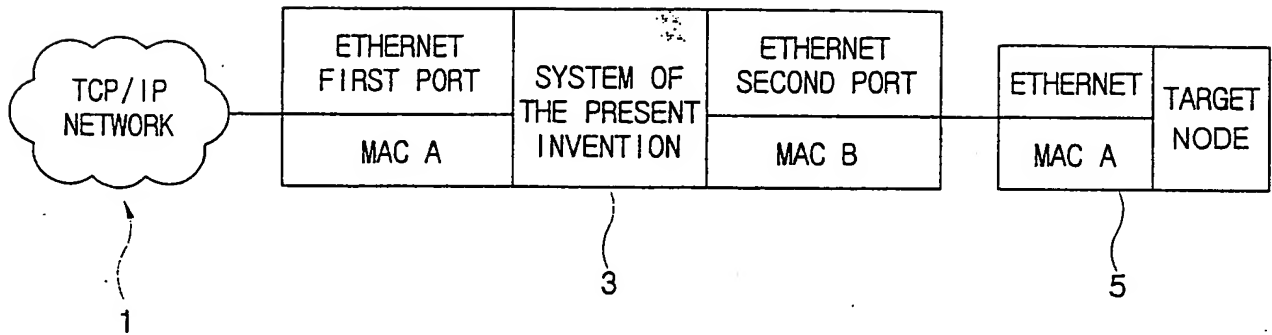 TCP/IP
NETWORK
ETHERNET
FIRST PORT
MAC A
SYSTEM OF
THE PRESENT
INVENTION
ETHERNET
SECOND PORT
MAC B
ETHERNET
MAC A
TARGET
NODE
1
3
5